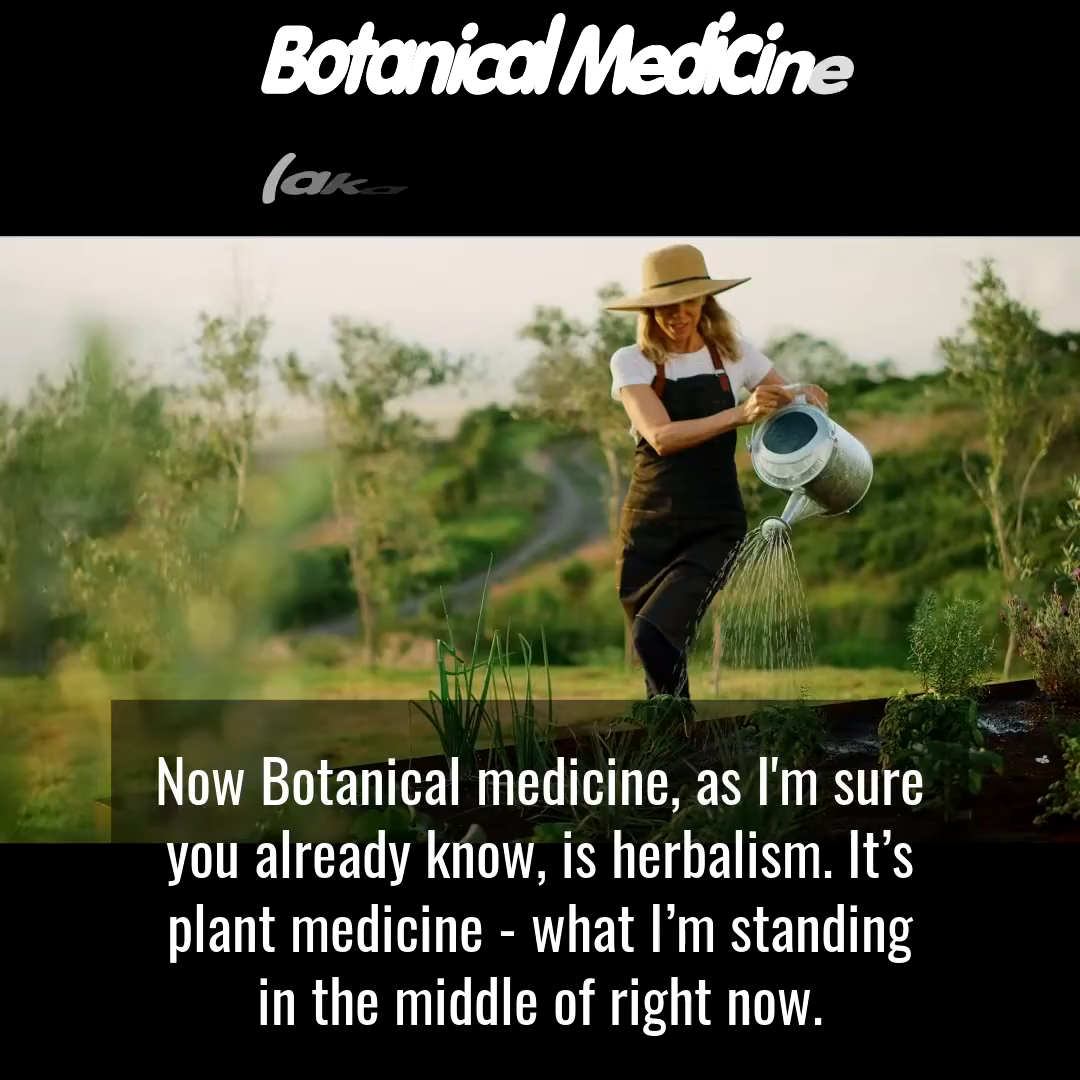 Botanical Medicine
(aka
Now Botanical medicine, as I'm sure
you already know, is herbalism. It’s
plant medicine - what I’m standing
in the middle of right now.